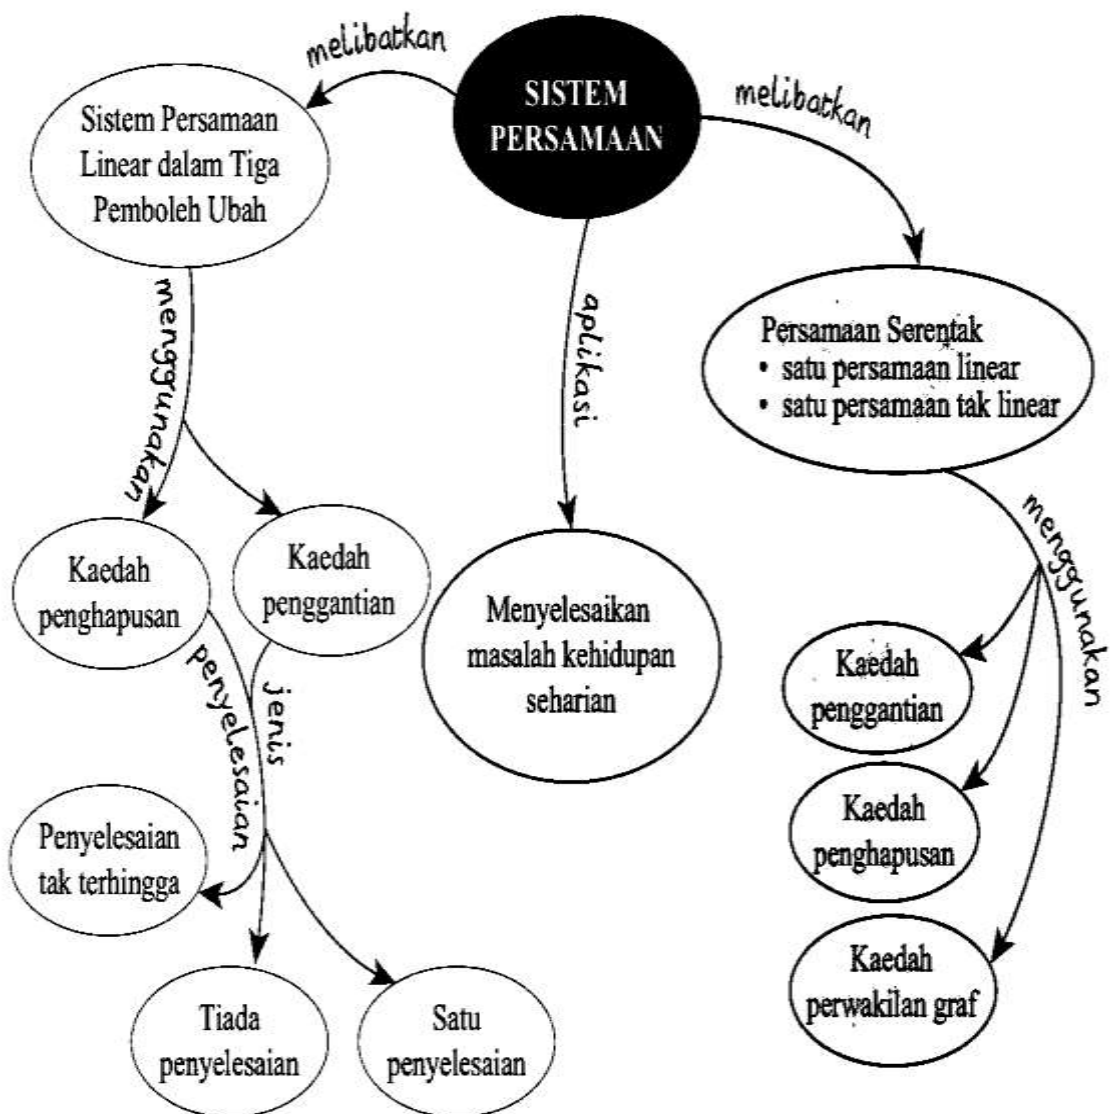 SISTEM
PERSAMAAN
melibatkan
Sistem Persamaan
Linear dalam Tiga
Pemboleh Ubah
menggunakan
Kaedah
penghapusan
Kaedah
penggantian
jenis
penyelesaian
Penyelesaian
tak terhingga
Tiada
penyelesaian
Satu
penyelesaian
aplikasi
Menyelesaikan
masalah kehidupan
seharian
melibatkan
Persamaan Serentak
• satu persamaan linear
• satu persamaan tak linear
menggunakan
Kaedah
penggantian
Kaedah
penghapusan
Kaedah
perwakilan graf